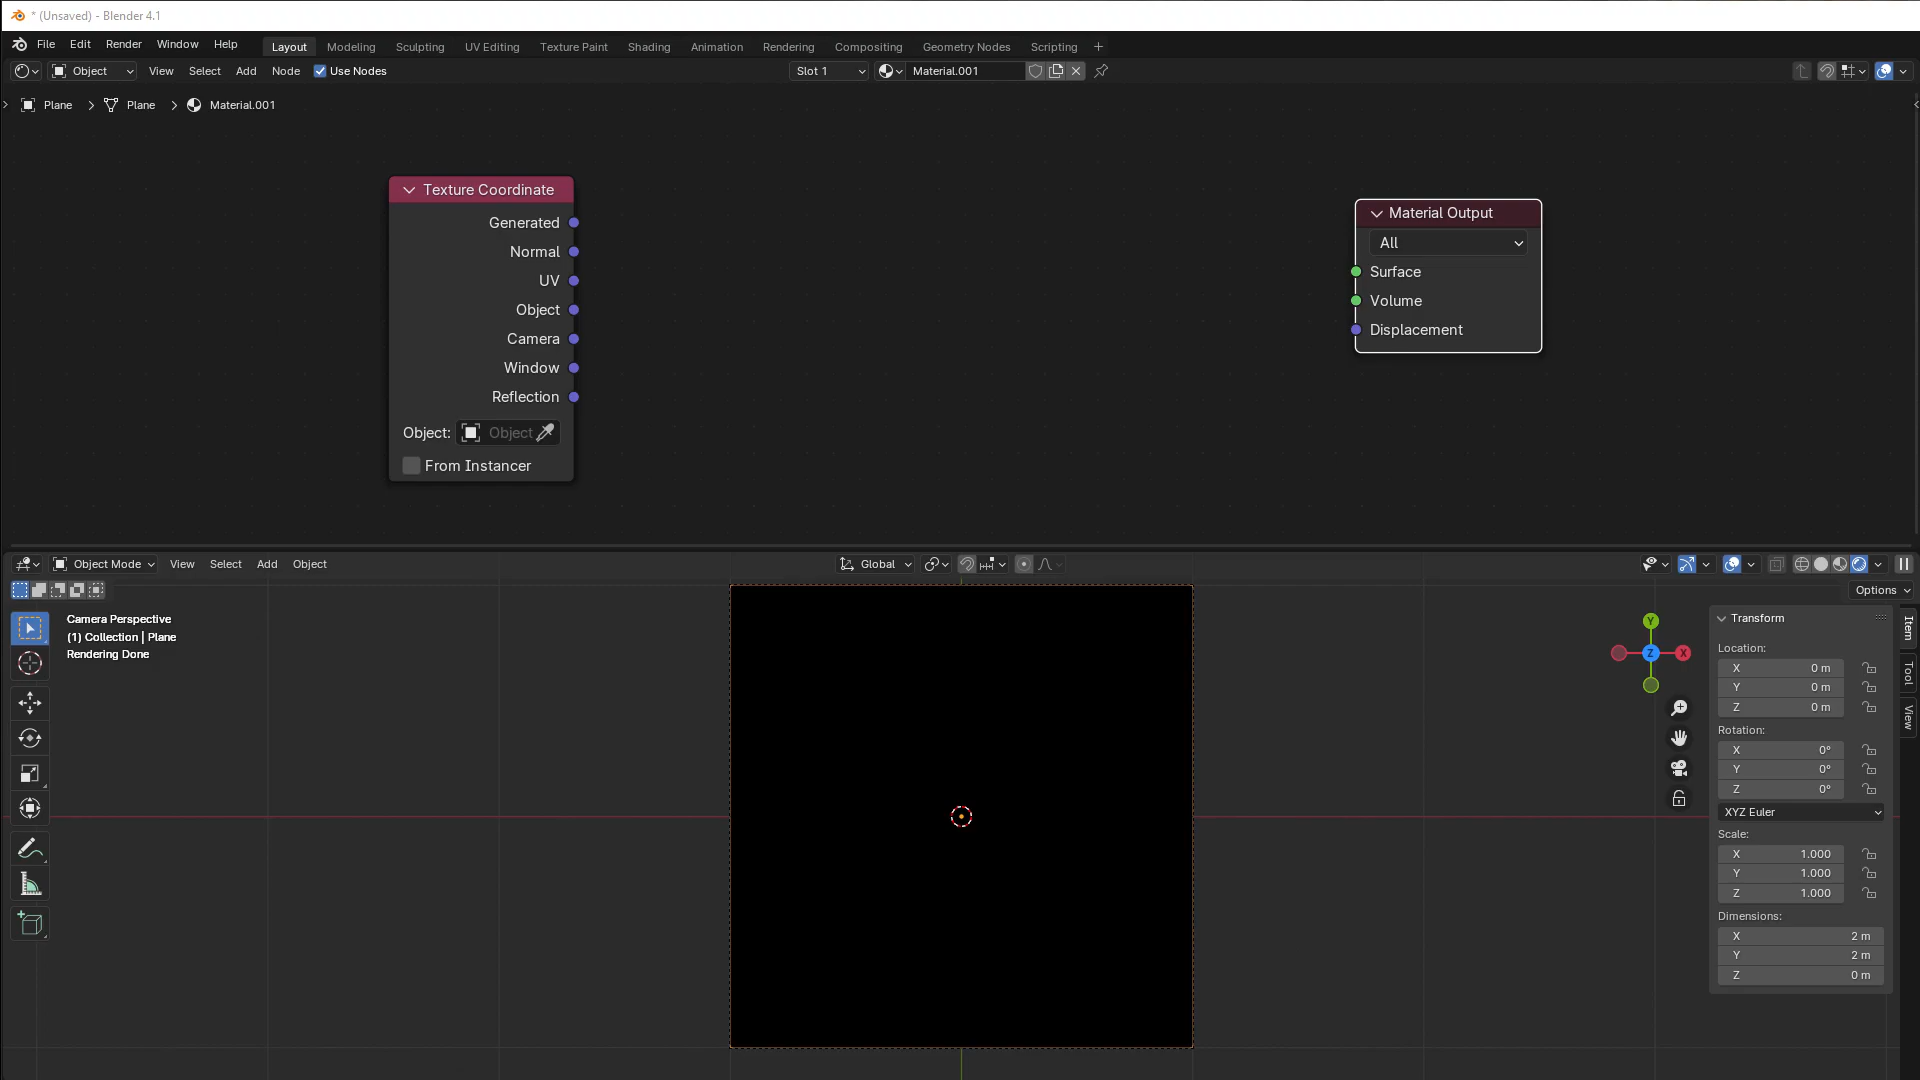 * (Unsaved) - Blender 4.1
File Edit Render Window Help Layout Modeling Sculpting UV Editing Texture Paint Shading Animation Rendering Compositing Geometry Nodes Scripting +
Object View Select Add Node Use Nodes Slot 1 Material.001
Plane Plane Material.001
Texture Coordinate
Generated
Normal
UV
Object
Camera
Window
Reflection
Object: Object
From Instancer
Material Output
All
Surface
Volume
Displacement
Object Mode View Select Add Object Global
Options
Camera Perspective
(1) Collection | Plane
Rendering Done
Y
Z X
Transform
Location:
X 0 m
Y 0 m
Z 0 m
Rotation:
X 0°
Y 0°
Z 0°
XYZ Euler
Scale:
X 1.000
Y 1.000
Z 1.000
Dimensions:
X 2 m
Y 2 m
Z 0 m
Item
Tool
View